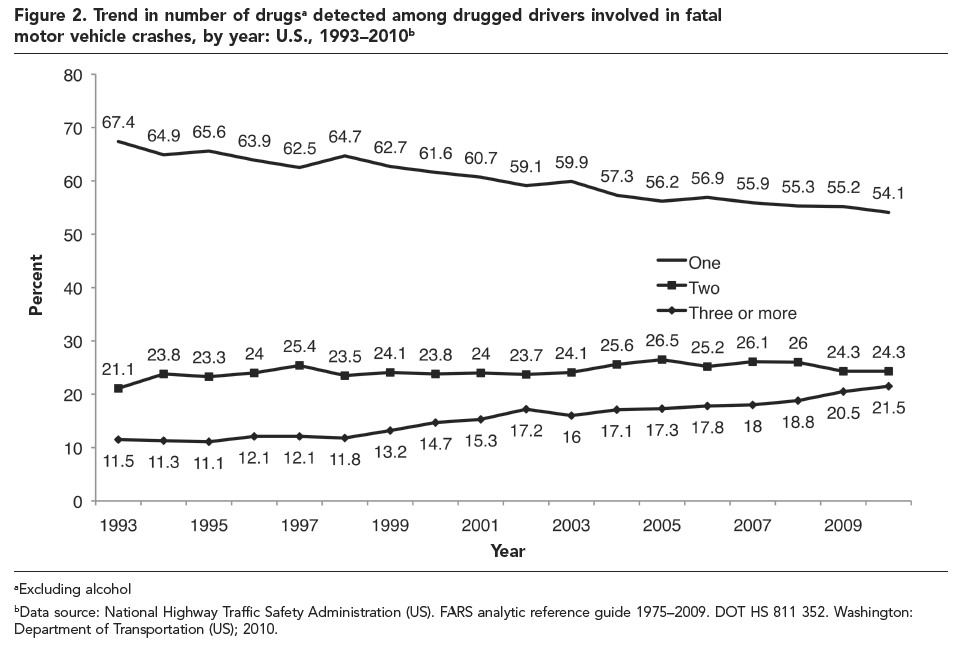 Figure 2. Trend in number of drugsᵃ detected among drugged drivers involved in fatal
motor vehicle crashes, by year: U.S., 1993–2010ᵇ
80
70
60
50
40
30
20
10
0
Percent
67.4 64.9 65.6 63.9 62.5 64.7 62.7 61.6 60.7 59.1 59.9 57.3 56.2 56.9 55.9 55.3 55.2 54.1
One
Two
Three or more
21.1 23.8 23.3 24 25.4 23.5 24.1 23.8 24 23.7 24.1 25.6 26.5 25.2 26.1 26 24.3 24.3
11.5 11.3 11.1 12.1 12.1 11.8 13.2 14.7 15.3 17.2 16 17.1 17.3 17.8 18 18.8 20.5 21.5
1993 1995 1997 1999 2001 2003 2005 2007 2009
Year
ᵃExcluding alcohol
ᵇData source: National Highway Traffic Safety Administration (US). FARS analytic reference guide 1975–2009. DOT HS 811 352. Washington:
Department of Transportation (US); 2010.